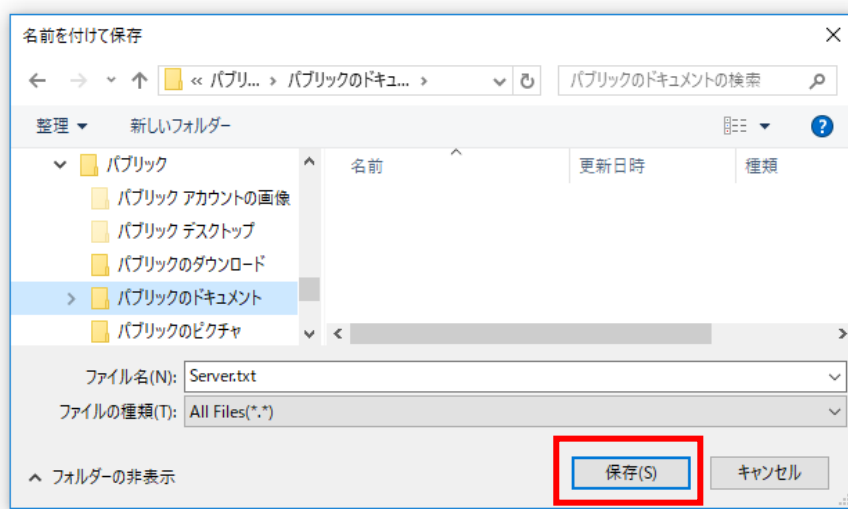 名前を付けて保存
« パブリ... › パブリックのドキュ... ›
パブリックのドキュメントの検索
整理
新しいフォルダー
?
パブリック
パブリック アカウントの画像
パブリック デスクトップ
パブリックのダウンロード
パブリックのドキュメント
パブリックのピクチャ
名前 更新日時 種類
ファイル名(N): Server.txt
ファイルの種類(T): All Files(*.*)
フォルダーの非表示
保存(S)
キャンセル